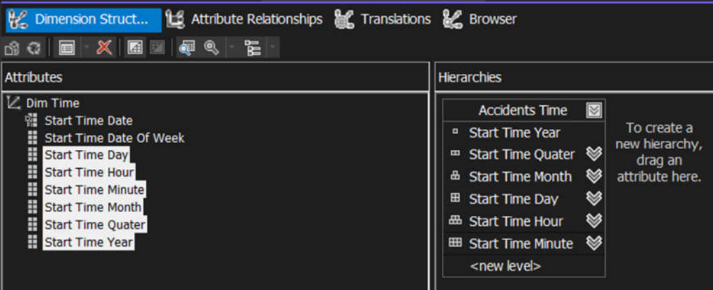 Dimension Struct... Attribute Relationships Translations Browser
Attributes
Dim Time
Start Time Date
Start Time Date Of Week
Start Time Day
Start Time Hour
Start Time Minute
Start Time Month
Start Time Quater
Start Time Year
Hierarchies
Accidents Time
Start Time Year
Start Time Quater
Start Time Month
Start Time Day
Start Time Hour
Start Time Minute
<new level>
To create a
new hierarchy,
drag an
attribute here.